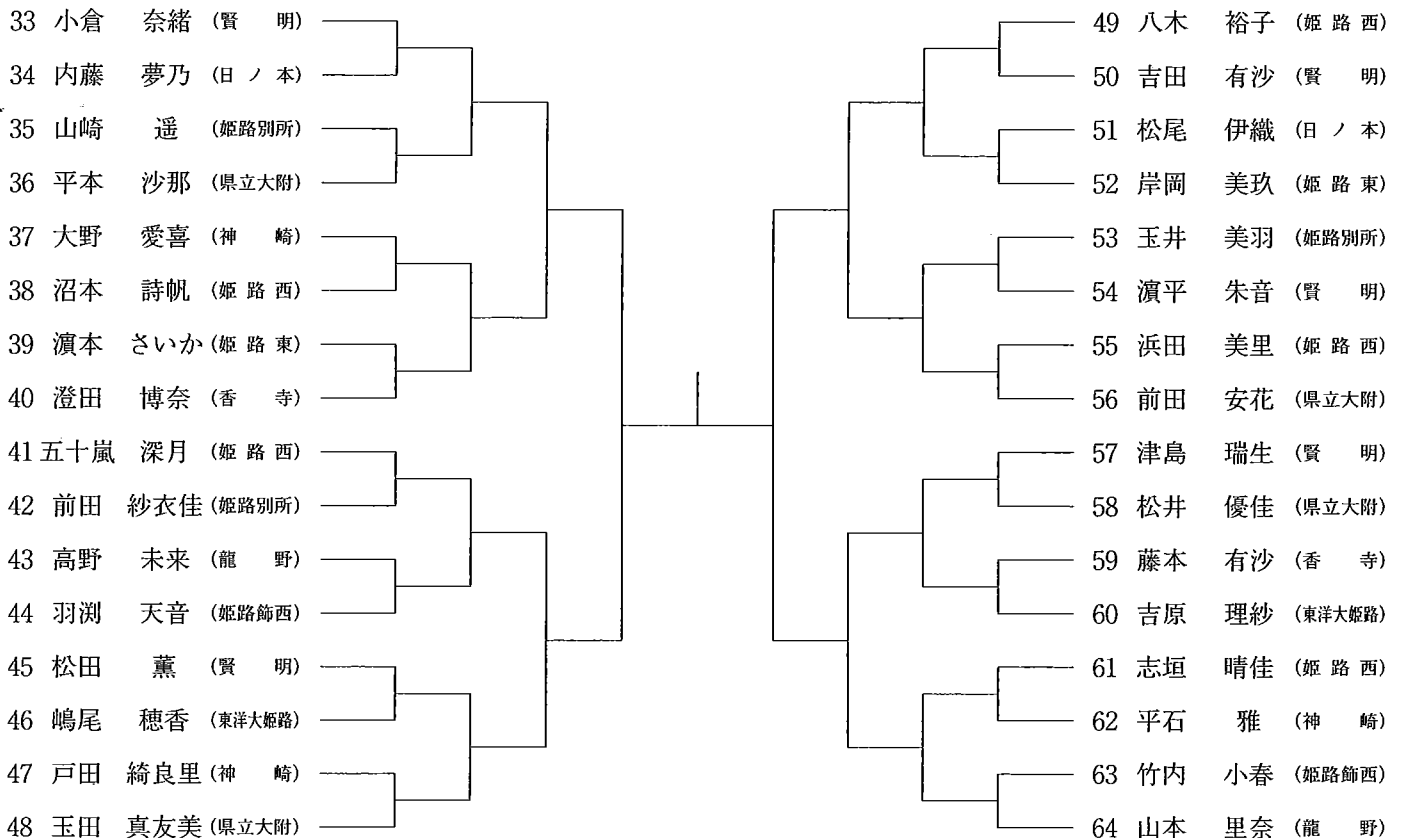 33 小倉 奈緒 (賢 明)
34 内藤 夢乃 (日ノ本)
35 山崎 遥 (姫路別所)
36 平本 沙那 (県立大附)
37 大野 愛喜 (神 崎)
38 沼本 詩帆 (姫路西)
39 濵本 さいか (姫路東)
40 澄田 博奈 (香 寺)
41 五十嵐 深月 (姫路西)
42 前田 紗衣佳 (姫路別所)
43 高野 未来 (龍 野)
44 羽渕 天音 (姫路飾西)
45 松田 薫 (賢 明)
46 嶋尾 穂香 (東洋大姫路)
47 戸田 綺良里 (神 崎)
48 玉田 真友美 (県立大附)
49 八木 裕子 (姫路西)
50 吉田 有沙 (賢 明)
51 松尾 伊織 (日ノ本)
52 岸岡 美玖 (姫路東)
53 玉井 美羽 (姫路別所)
54 濵平 朱音 (賢 明)
55 浜田 美里 (姫路西)
56 前田 安花 (県立大附)
57 津島 瑞生 (賢 明)
58 松井 優佳 (県立大附)
59 藤本 有沙 (香 寺)
60 吉原 理紗 (東洋大姫路)
61 志垣 晴佳 (姫路西)
62 平石 雅 (神 崎)
63 竹内 小春 (姫路飾西)
64 山本 里奈 (龍 野)